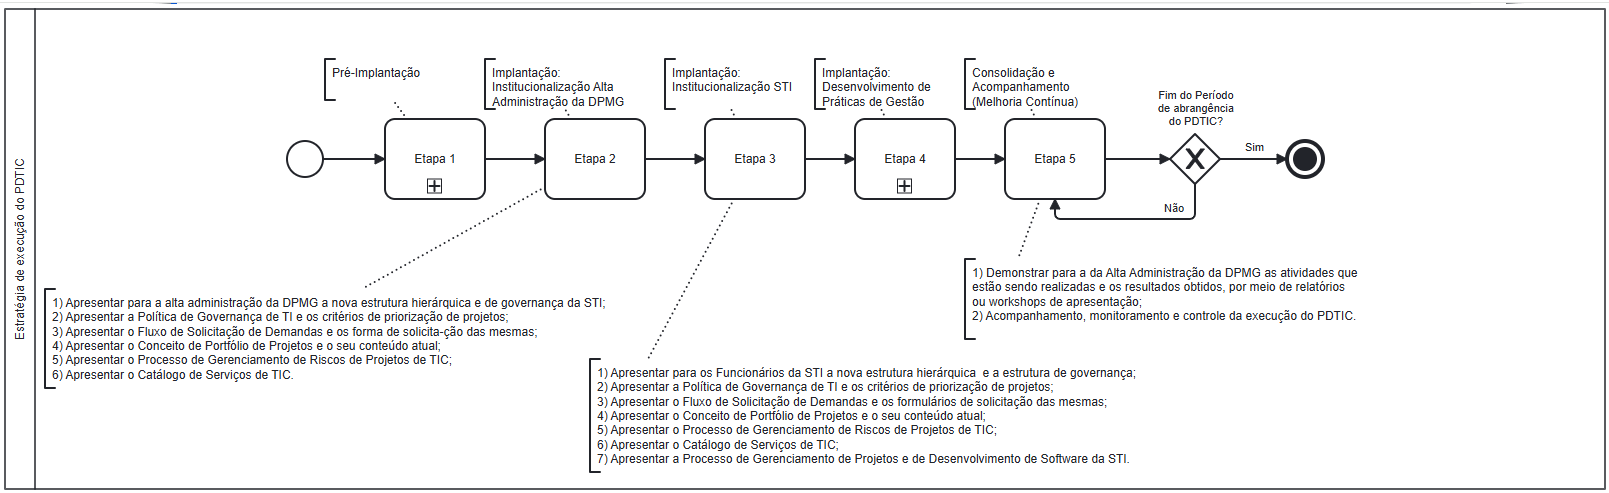 Estratégia de execução do PDTIC
Pré-Implantação
Implantação:
Institucionalização Alta
Administração da DPMG
Implantação:
Institucionalização STI
Implantação:
Desenvolvimento de
Práticas de Gestão
Consolidação e
Acompanhamento
(Melhoria Contínua)
Fim do Período
de abrangência
do PDTIC?
Etapa 1
Etapa 2
Etapa 3
Etapa 4
Etapa 5
Sim
Não
1) Apresentar para a alta administração da DPMG a nova estrutura hierárquica e de governança da STI;
2) Apresentar a Política de Governança de TI e os critérios de priorização de projetos;
3) Apresentar o Fluxo de Solicitação de Demandas e os forma de solicita-ção das mesmas;
4) Apresentar o Conceito de Portfólio de Projetos e o seu conteúdo atual;
5) Apresentar o Processo de Gerenciamento de Riscos de Projetos de TIC;
6) Apresentar o Catálogo de Serviços de TIC.
1) Apresentar para os Funcionários da STI a nova estrutura hierárquica e a estrutura de governança;
2) Apresentar a Política de Governança de TI e os critérios de priorização de projetos;
3) Apresentar o Fluxo de Solicitação de Demandas e os formulários de solicitação das mesmas;
4) Apresentar o Conceito de Portfólio de Projetos e o seu conteúdo atual;
5) Apresentar o Processo de Gerenciamento de Riscos de Projetos de TIC;
6) Apresentar o Catálogo de Serviços de TIC;
7) Apresentar a Processo de Gerenciamento de Projetos e de Desenvolvimento de Software da STI.
1) Demonstrar para a da Alta Administração da DPMG as atividades que
estão sendo realizadas e os resultados obtidos, por meio de relatórios
ou workshops de apresentação;
2) Acompanhamento, monitoramento e controle da execução do PDTIC.